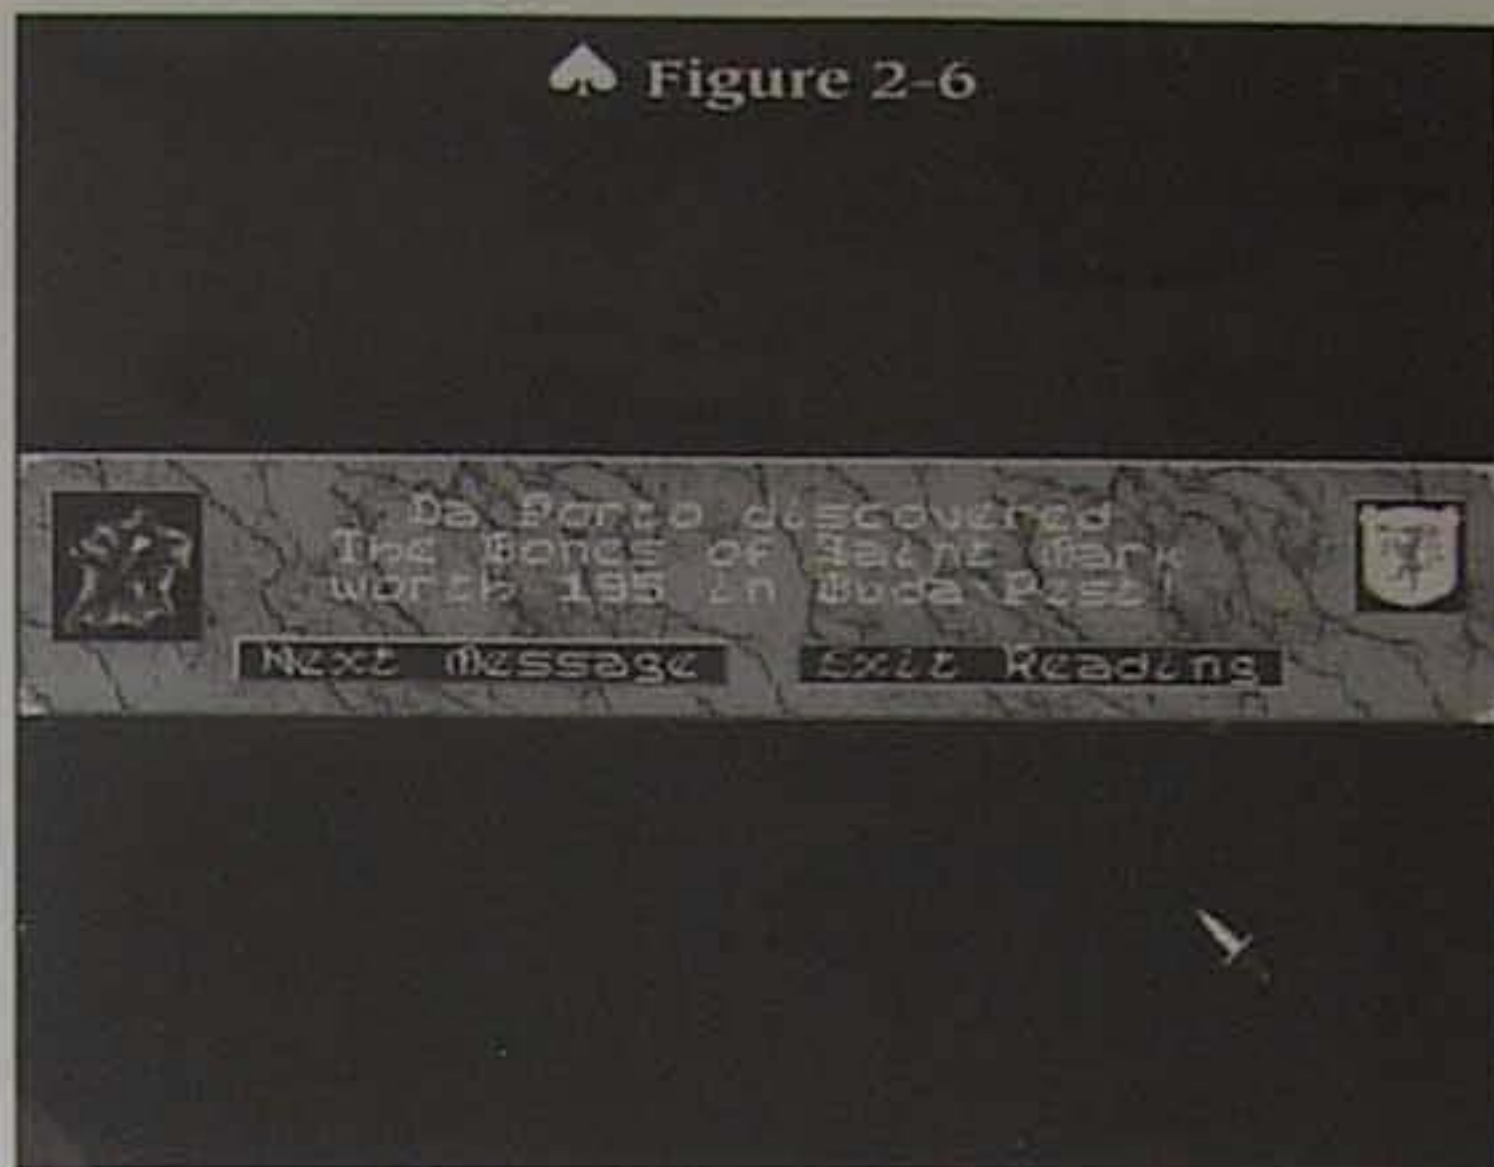 ♠ Figure 2-6
Da Porto discovered
The Bones of Saint Mark
worth 195 in Buda Pest!
Next Message
Exit Reading